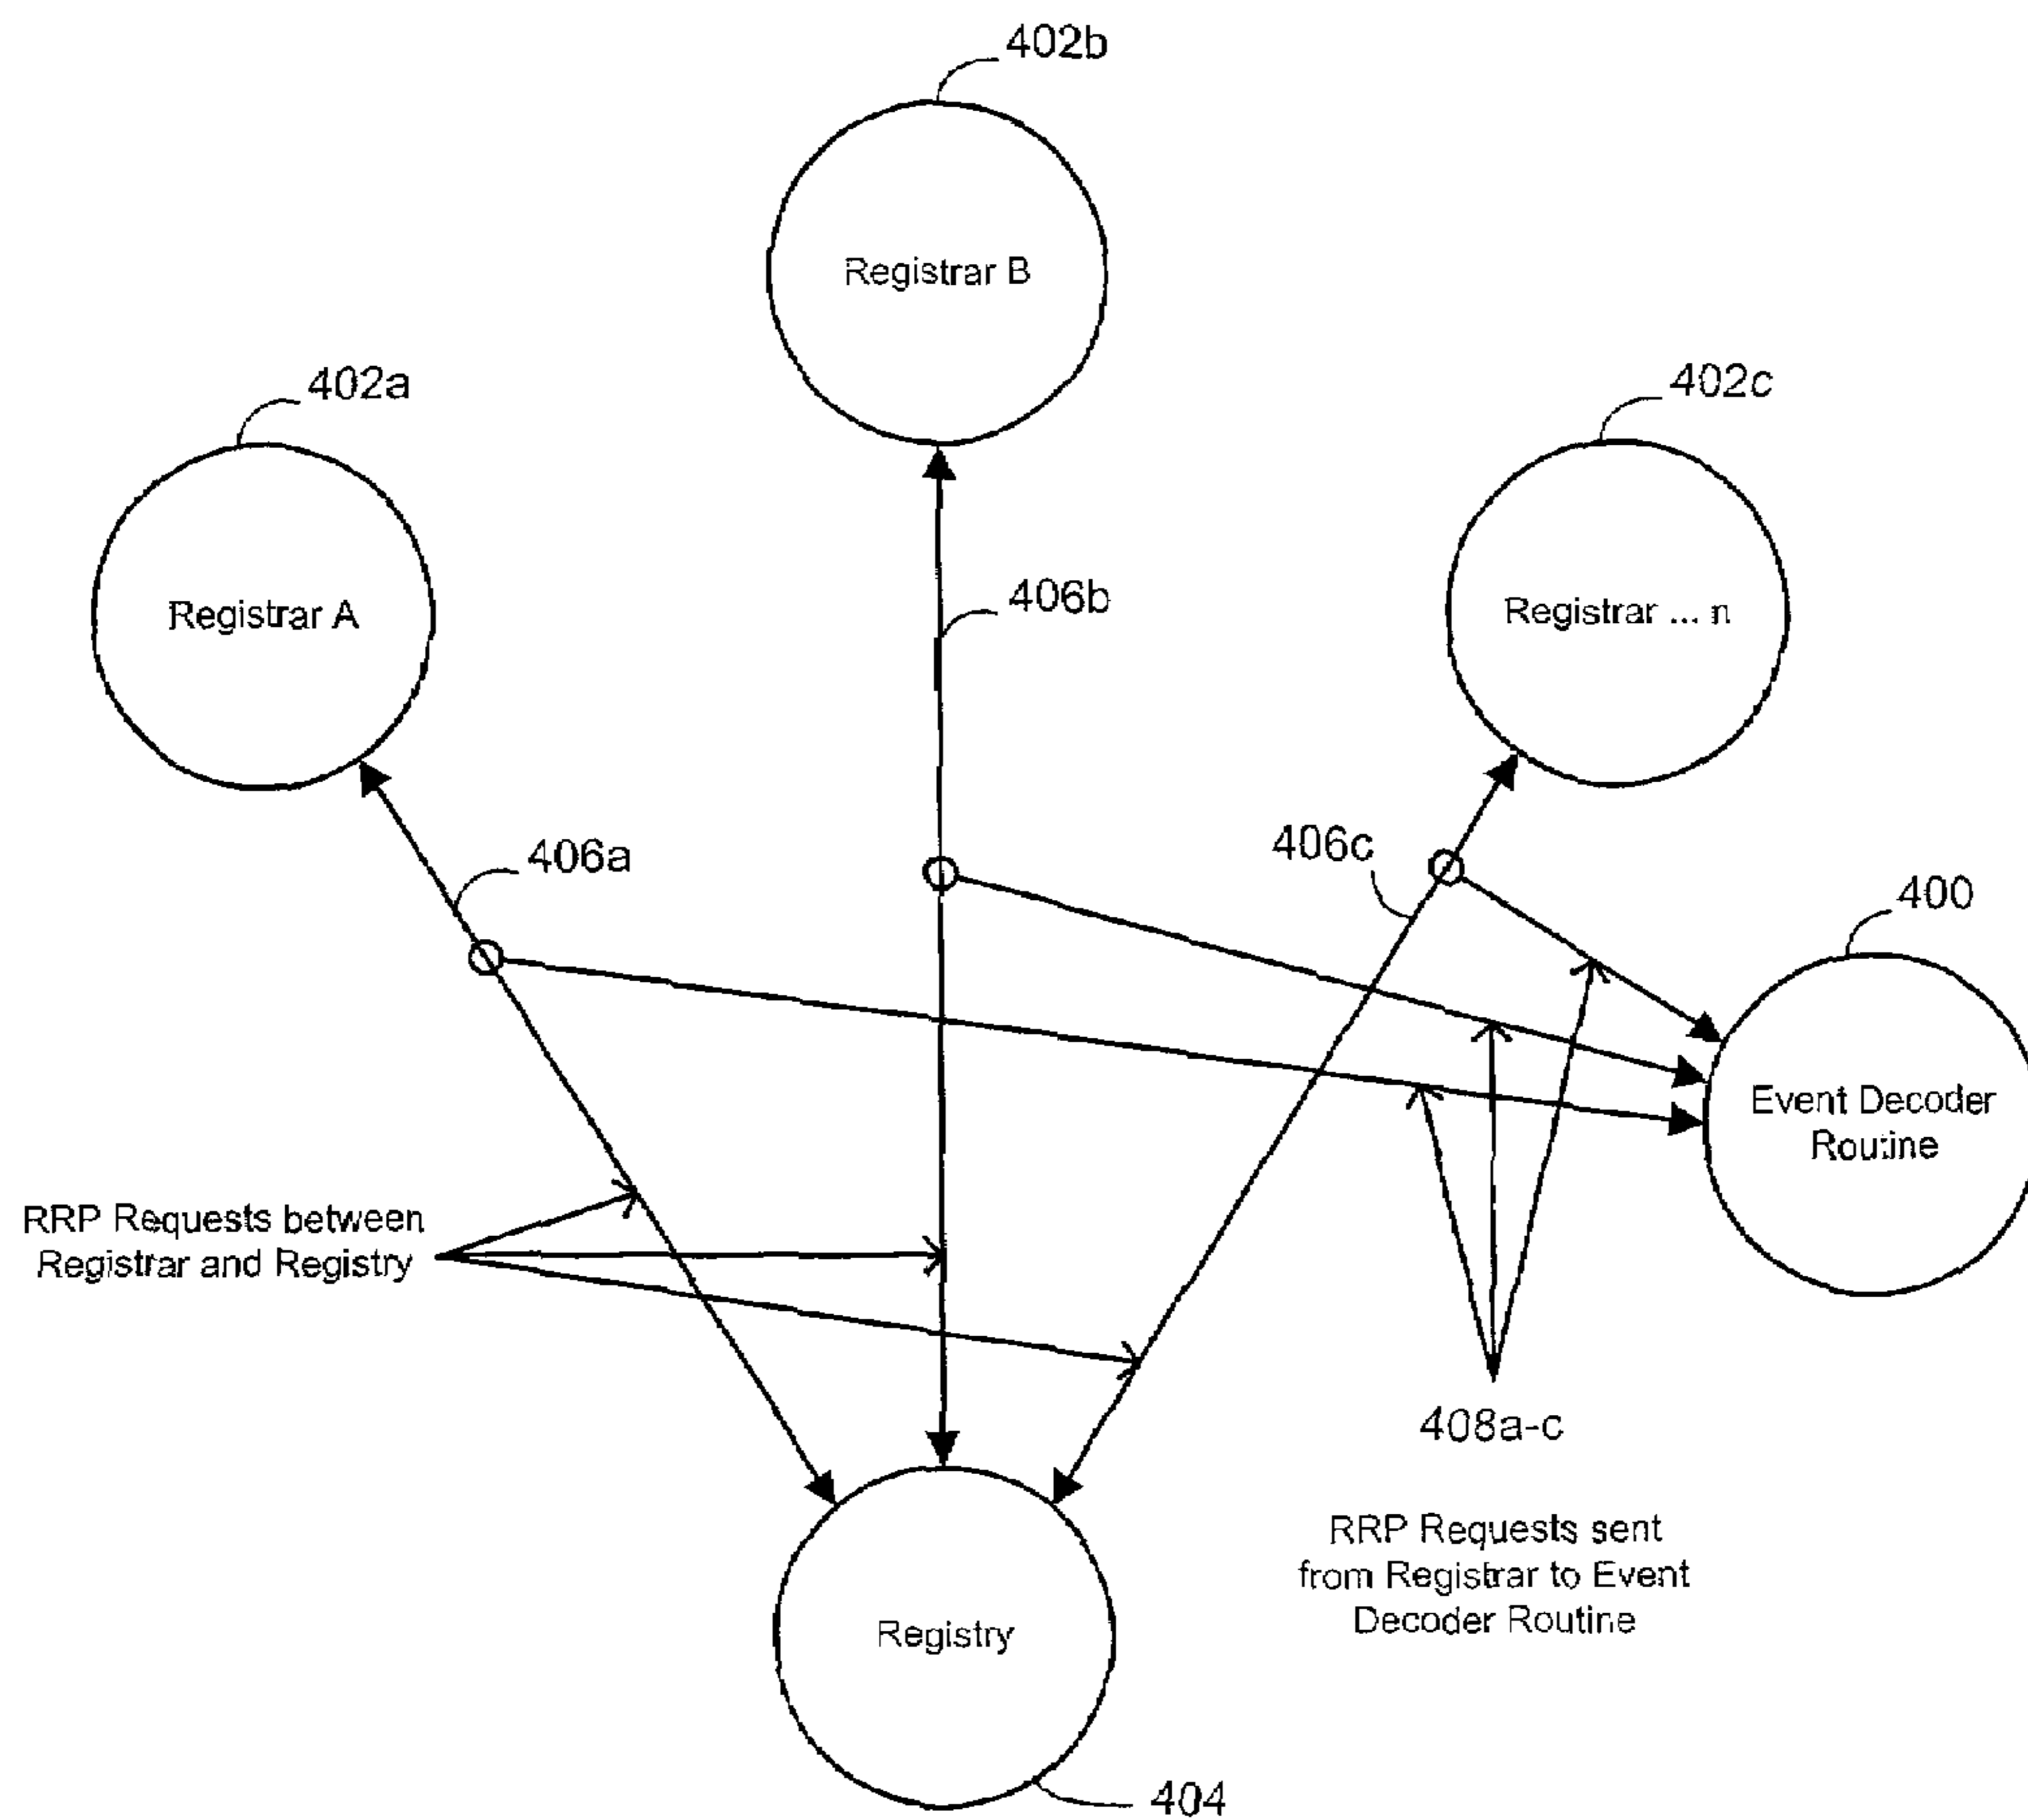 402b
Registrar B
402a
402c
Registrar A
406b
Registrar ... n
406a
406c
400
Event Decoder
Routine
RRP Requests between
Registrar and Registry
408a-c
RRP Requests sent
from Registrar to Event
Decoder Routine
Registry
404